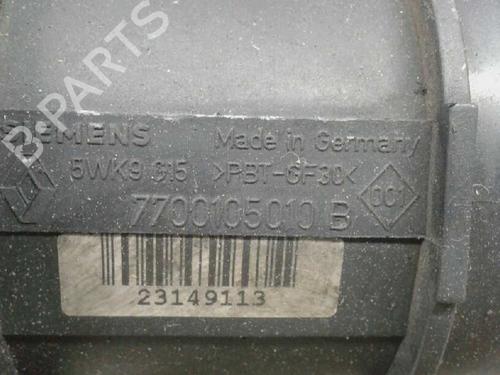 B-PARTS
SIEMENS Made in Germany
5WK9 615 >PBT-GF30<
001
7700105010 B
23149113